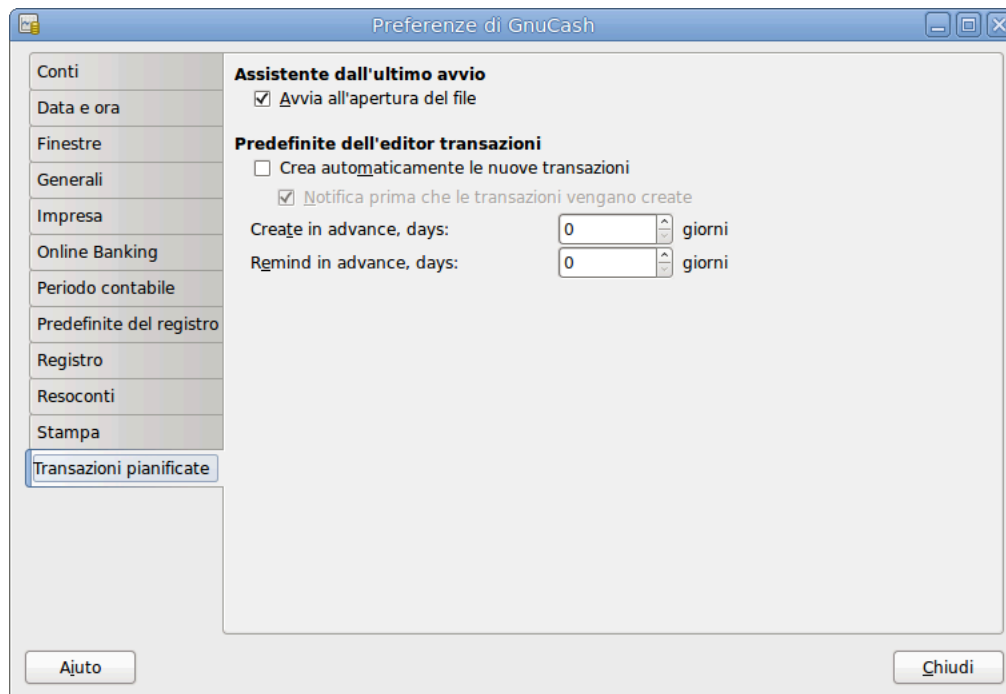 Preferenze di GnuCash
Conti
Data e ora
Finestre
Generali
Impresa
Online Banking
Periodo contabile
Predefinite del registro
Registro
Resoconti
Stampa
Transazioni pianificate
Assistente dall'ultimo avvio
Avvia all'apertura del file
Predefinite dell'editor transazioni
Crea automaticamente le nuove transazioni
Notifica prima che le transazioni vengano create
Create in advance, days: 0 giorni
Remind in advance, days: 0 giorni
Aiuto
Chiudi